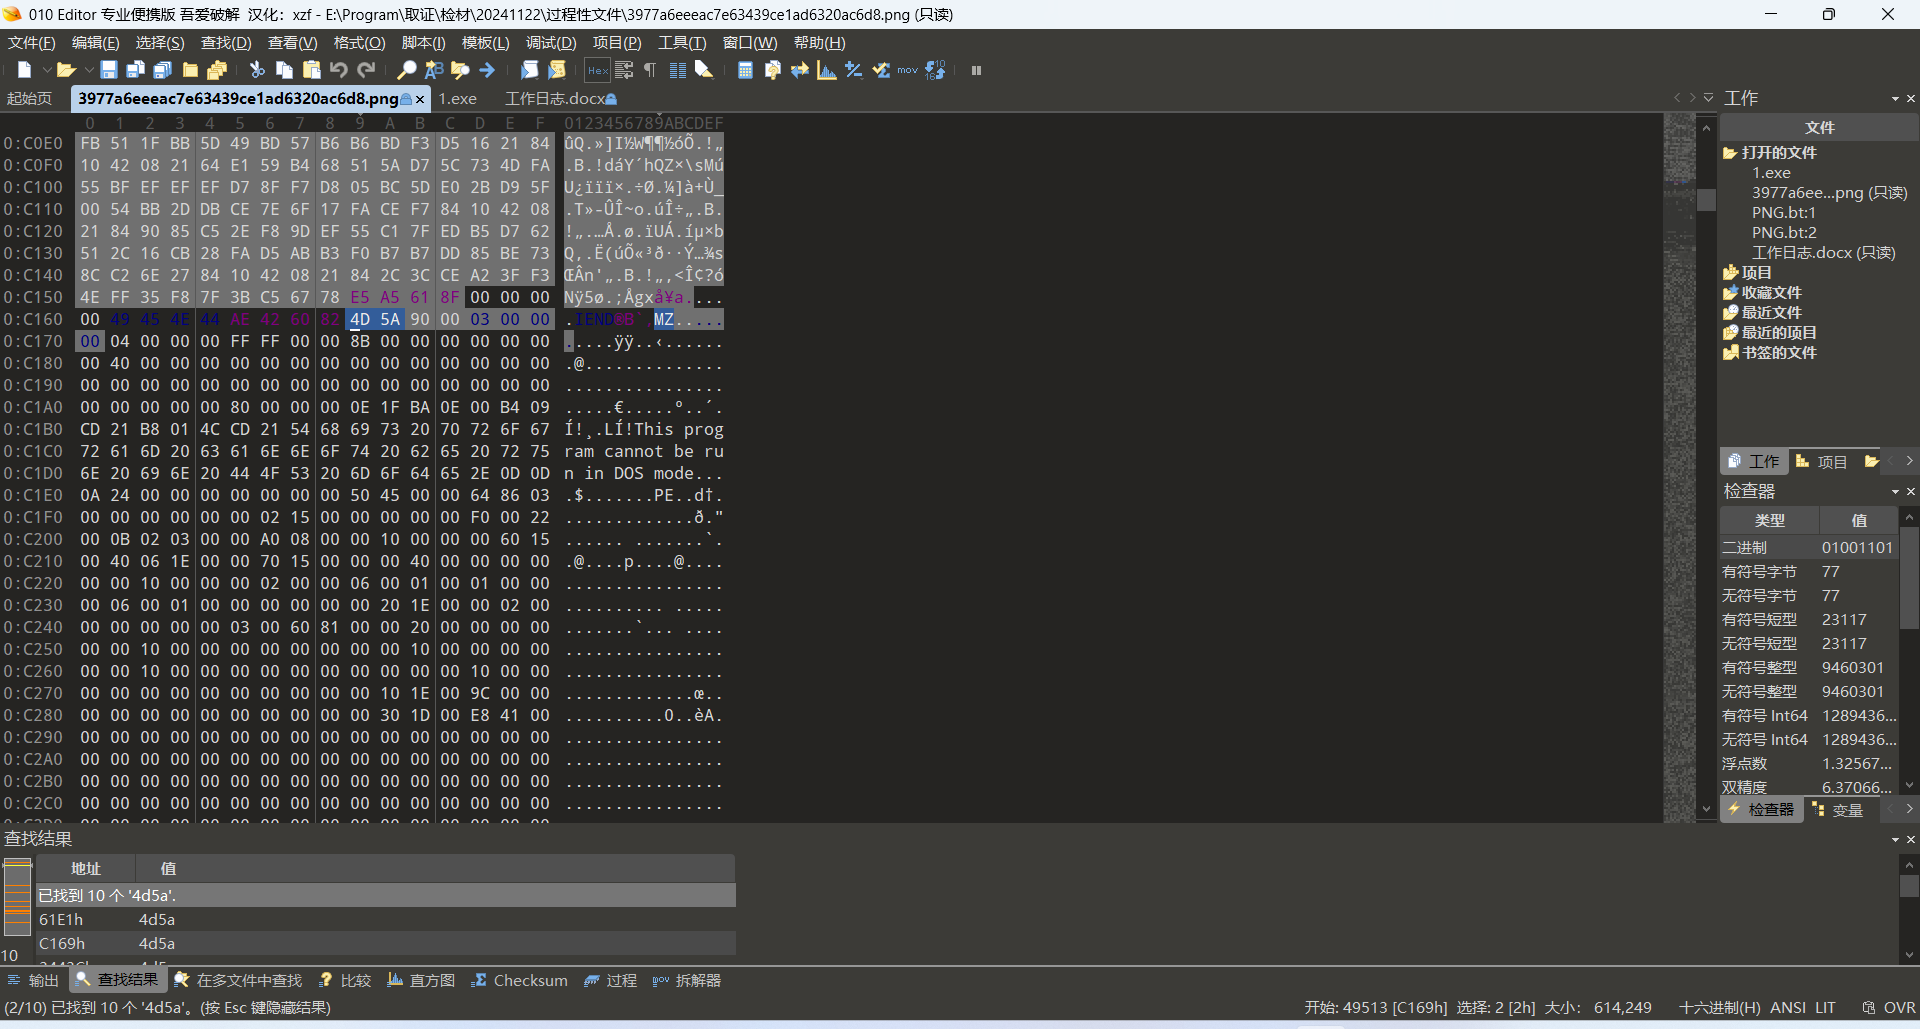 010 Editor 专业便携版 吾爱破解 汉化：xzf - E:\Program\取证\检材\20241122\过程性文件\3977a6eeeac7e63439ce1ad6320ac6d8.png (只读)
文件(F) 编辑(E) 选择(S) 查找(D) 查看(V) 格式(O) 脚本(I) 模板(L) 调试(D) 项目(P) 工具(T) 窗口(W) 帮助(H)
起始页 3977a6eeeac7e63439ce1ad6320ac6d8.png 1.exe 工作日志.docx
0 1 2 3 4 5 6 7 8 9 A B C D E F 0123456789ABCDEF
0:C0E0 FB 51 1F BB 5D 49 BD 57 B6 B6 BD F3 D5 16 21 84 ûQ.»]I½W¶¶½óÕ.!„
0:C0F0 10 42 08 21 64 E1 59 B4 68 51 5A D7 5C 73 4D FA .B.!dáY´hQZ×\sMú
0:C100 55 BF EF EF EF D7 8F F7 D8 05 BC 5D E0 2B D9 5F U¿ïïï×.÷Ø.¼]à+Ù_
0:C110 00 54 BB 2D DB CE 7E 6F 17 FA CE F7 84 10 42 08 .T»-ÛÎ~o.úÎ÷„.B.
0:C120 21 84 90 85 C5 2E F8 9D EF 55 C1 7F ED B5 D7 62 !„.…Å.ø.ïUÁ.íµ×b
0:C130 51 2C 16 CB 28 FA D5 AB B3 F0 B7 B7 DD 85 BE 73 Q,.Ë(úÕ«³ð··Ý…¾s
0:C140 8C C2 6E 27 84 10 42 08 21 84 2C 3C CE A2 3F F3 ŒÂn'„.B.!„,<Î¢?ó
0:C150 4E FF 35 F8 7F 3B C5 67 78 E5 A5 61 8F 00 00 00 Nÿ5ø.;Ågxå¥a....
0:C160 00 49 45 4E 44 AE 42 60 82 4D 5A 90 00 03 00 00 .IEND®B`‚MZ.....
0:C170 00 04 00 00 00 FF FF 00 00 8B 00 00 00 00 00 00 .....ÿÿ..‹......
0:C180 00 40 00 00 00 00 00 00 00 00 00 00 00 00 00 00 .@..............
0:C190 00 00 00 00 00 00 00 00 00 00 00 00 00 00 00 00 ................
0:C1A0 00 00 00 00 00 80 00 00 00 00 0E 1F BA 0E 00 B4 09 .....€.....º..´.
0:C1B0 CD 21 B8 01 4C CD 21 54 68 69 73 20 70 72 6F 67 Í!¸.LÍ!This prog
0:C1C0 72 61 6D 20 63 61 6E 6E 6F 74 20 62 65 20 72 75 ram cannot be ru
0:C1D0 6E 20 69 6E 20 44 4F 53 20 6D 6F 64 65 2E 0D 0D n in DOS mode...
0:C1E0 0A 24 00 00 00 00 00 00 00 50 45 00 00 64 86 03 .$.......PE..d†.
0:C1F0 00 00 00 00 00 00 02 15 00 00 00 00 00 F0 00 22 .............ð."
0:C200 00 0B 02 03 00 00 A0 08 00 00 10 00 00 00 60 15 ...... .......`.
0:C210 00 40 06 1E 00 00 70 15 00 00 00 40 00 00 00 00 .@....p....@....
0:C220 00 00 10 00 00 00 02 00 00 06 00 01 00 01 00 00 ................
0:C230 00 06 00 01 00 00 00 00 00 00 20 1E 00 00 02 00 .......... .....
0:C240 00 00 00 00 00 03 00 60 81 00 00 20 00 00 00 00 .......`... ....
0:C250 00 00 10 00 00 00 00 00 00 00 00 10 00 00 00 00 ................
0:C260 00 00 10 00 00 00 00 00 00 00 00 00 00 10 00 00 ................
0:C270 00 00 00 00 00 00 00 00 00 00 10 1E 00 9C 00 00 .............œ..
0:C280 00 00 00 00 00 00 00 00 00 00 30 1D 00 E8 41 00 ..........0..èA.
0:C290 00 00 00 00 00 00 00 00 00 00 00 00 00 00 00 00 ................
0:C2A0 00 00 00 00 00 00 00 00 00 00 00 00 00 00 00 00 ................
0:C2B0 00 00 00 00 00 00 00 00 00 00 00 00 00 00 00 00 ................
0:C2C0 00 00 00 00 00 00 00 00 00 00 00 00 00 00 00 00 ................
工作
文件
打开的文件
1.exe
3977a6ee...png (只读)
PNG.bt:1
PNG.bt:2
工作日志.docx (只读)
项目
收藏文件
最近文件
最近的项目
书签的文件
工作 项目
检查器
类型 值
二进制 01001101
有符号字节 77
无符号字节 77
有符号短型 23117
无符号短型 23117
有符号整型 9460301
无符号整型 9460301
有符号 Int64 1289436...
无符号 Int64 1289436...
浮点数 1.32567...
双精度 6.37066...
检查器 变量
查找结果
地址 值
已找到 10 个 '4d5a'.
61E1h 4d5a
C169h 4d5a
10
输出 查找结果 在多文件中查找 比较 直方图 Checksum 过程 拆解器
(2/10) 已找到 10 个 '4d5a'。(按 Esc 键隐藏结果) 开始: 49513 [C169h] 选择: 2 [2h] 大小: 614,249 十六进制(H) ANSI LIT OVR